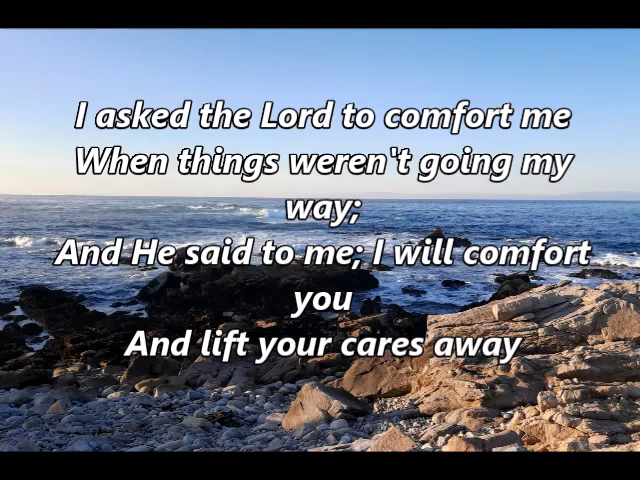 I asked the Lord to comfort me
When things weren't going my
way;
And He said to me; I will comfort
you
And lift your cares away